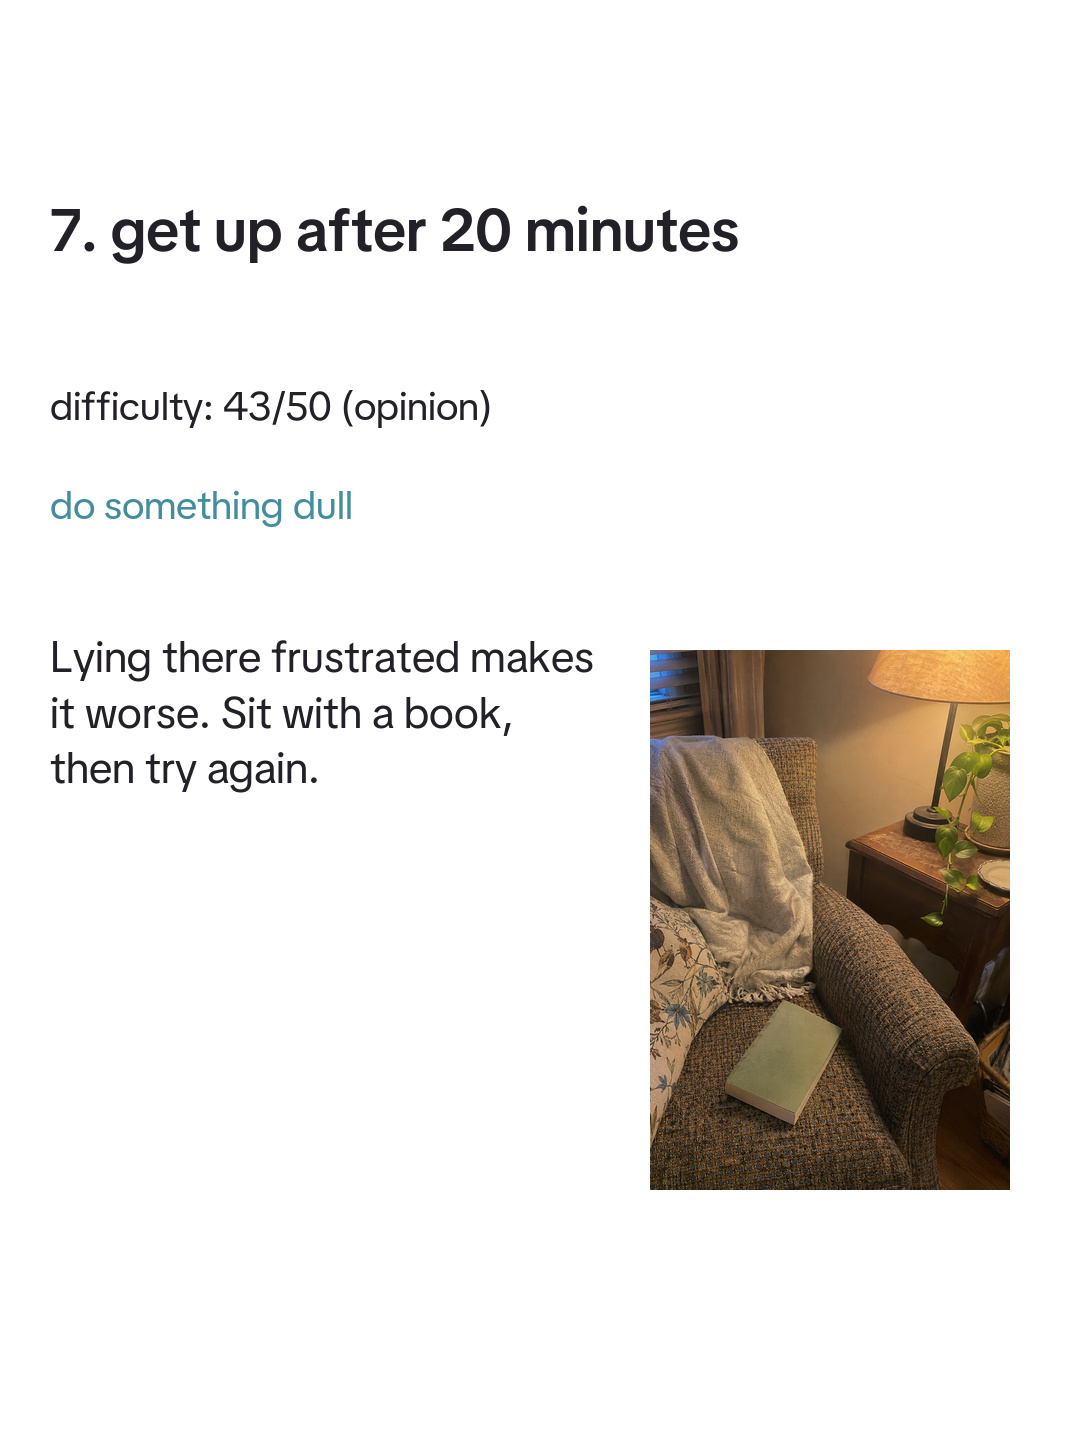 7. get up after 20 minutes
difficulty: 43/50 (opinion)
do something dull
Lying there frustrated makes
it worse. Sit with a book,
then try again.